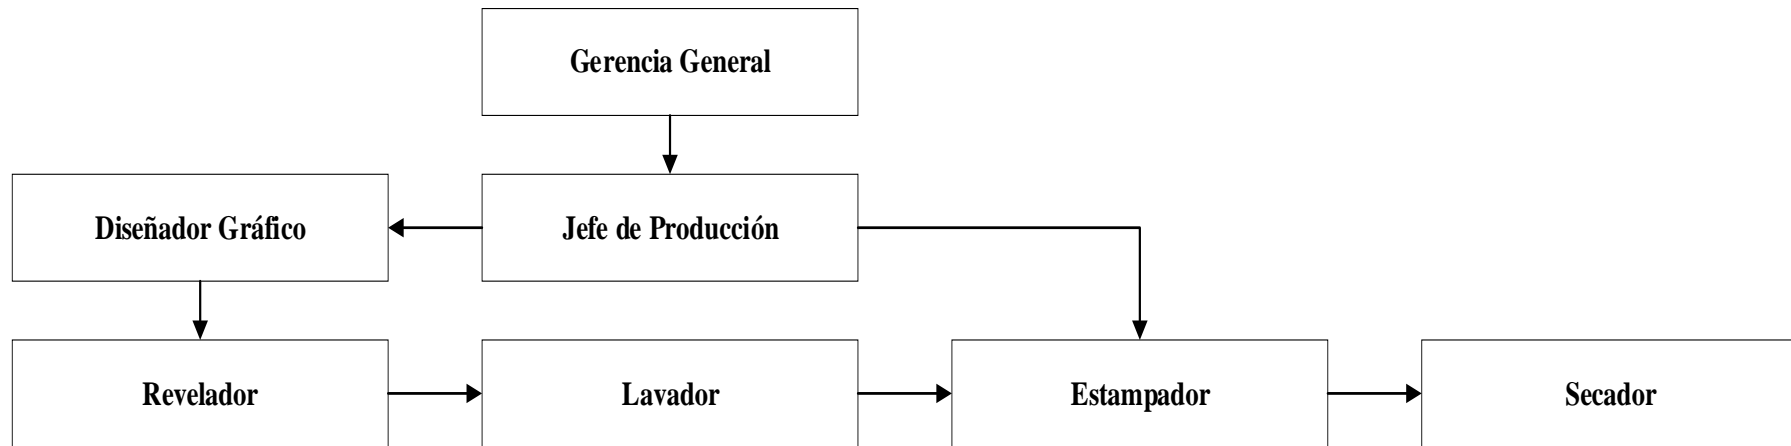 Gerencia General
Diseñador Gráfico
Jefe de Producción
Revelador
Lavador
Estampador
Secador